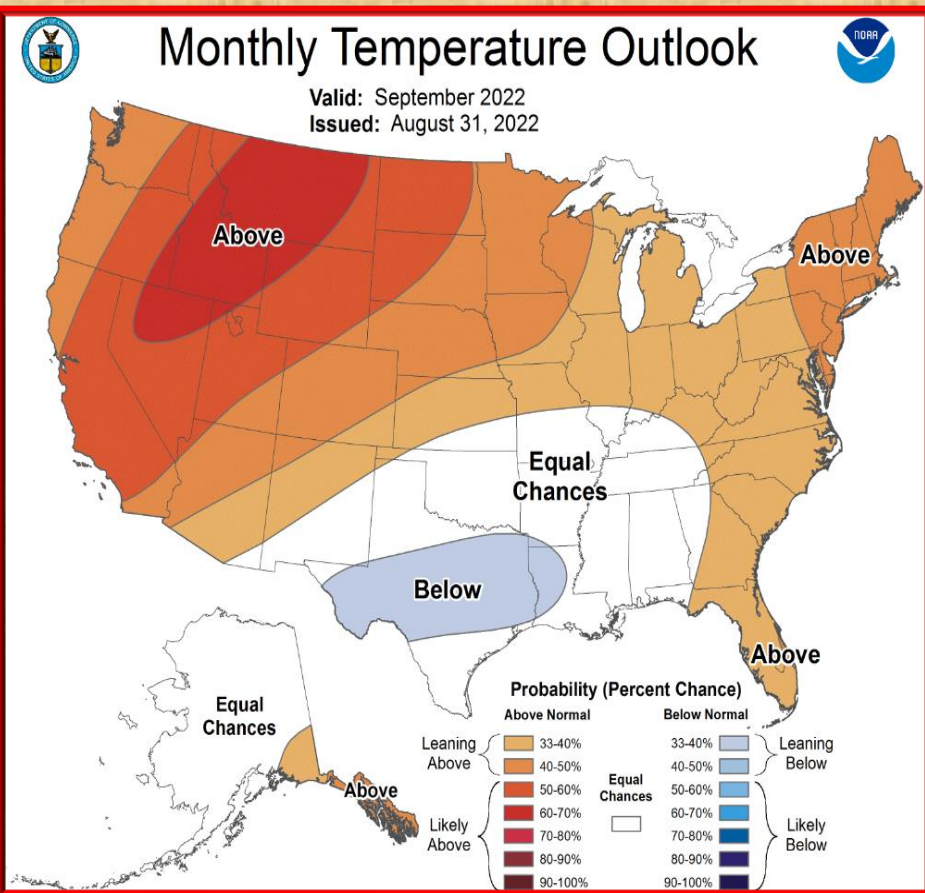 Monthly Temperature Outlook
NOAA
Valid: September 2022
Issued: August 31, 2022
Above
Above
Equal
Chances
Below
Above
Equal
Chances
Above
Probability (Percent Chance)
Above Normal
Below Normal
Leaning
Above
33-40%
40-50%
Likely
Above
50-60%
60-70%
70-80%
80-90%
90-100%
Equal
Chances
33-40%
40-50%
Leaning
Below
50-60%
60-70%
70-80%
80-90%
90-100%
Likely
Below